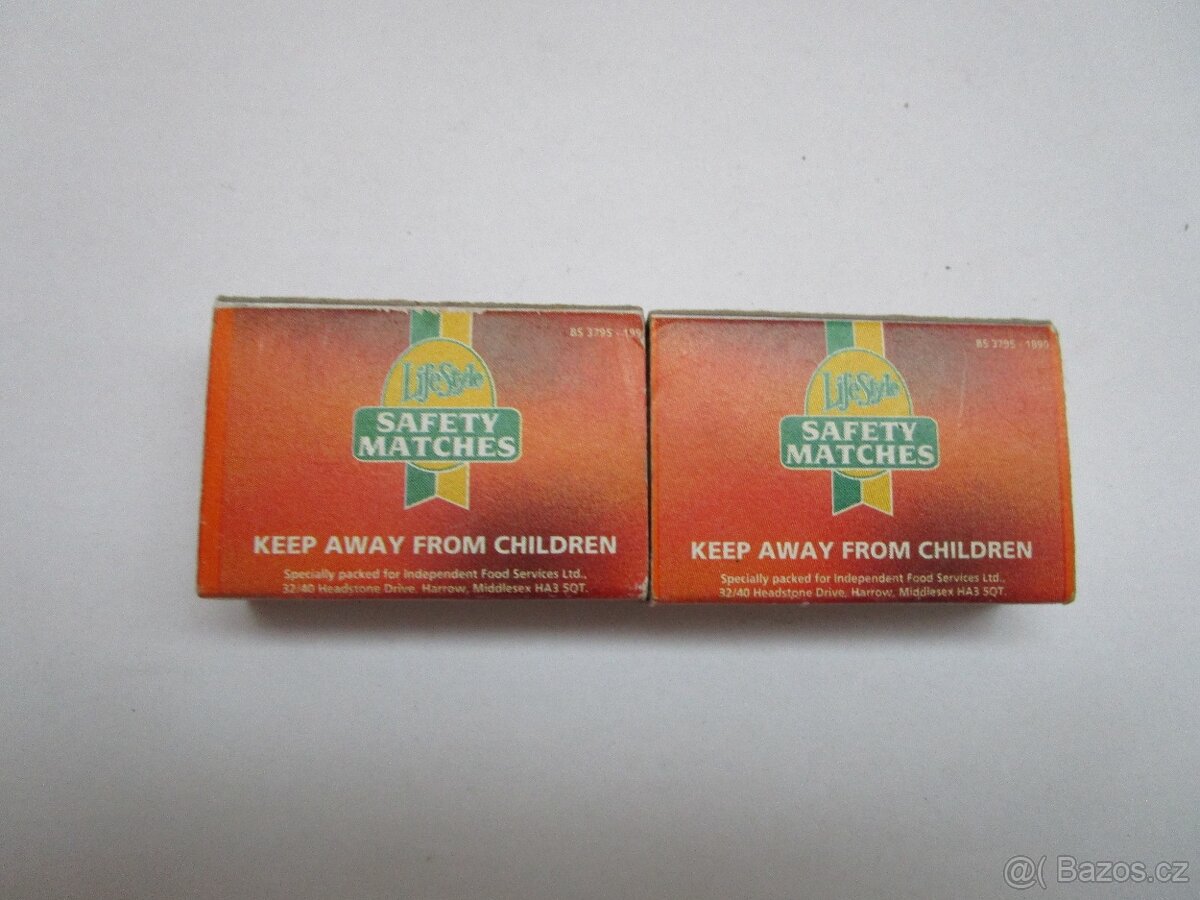 BS 3795 - 199
LifeStyle
SAFETY
MATCHES
KEEP AWAY FROM CHILDREN
Specially packed for Independent Food Services Ltd.,
32/40 Headstone Drive, Harrow, Middlesex HA3 5QT.
BS 3795 - 1990
LifeStyle
SAFETY
MATCHES
KEEP AWAY FROM CHILDREN
Specially packed for Independent Food Services Ltd.,
32/40 Headstone Drive, Harrow, Middlesex HA3 5QT.
@( Bazos.cz